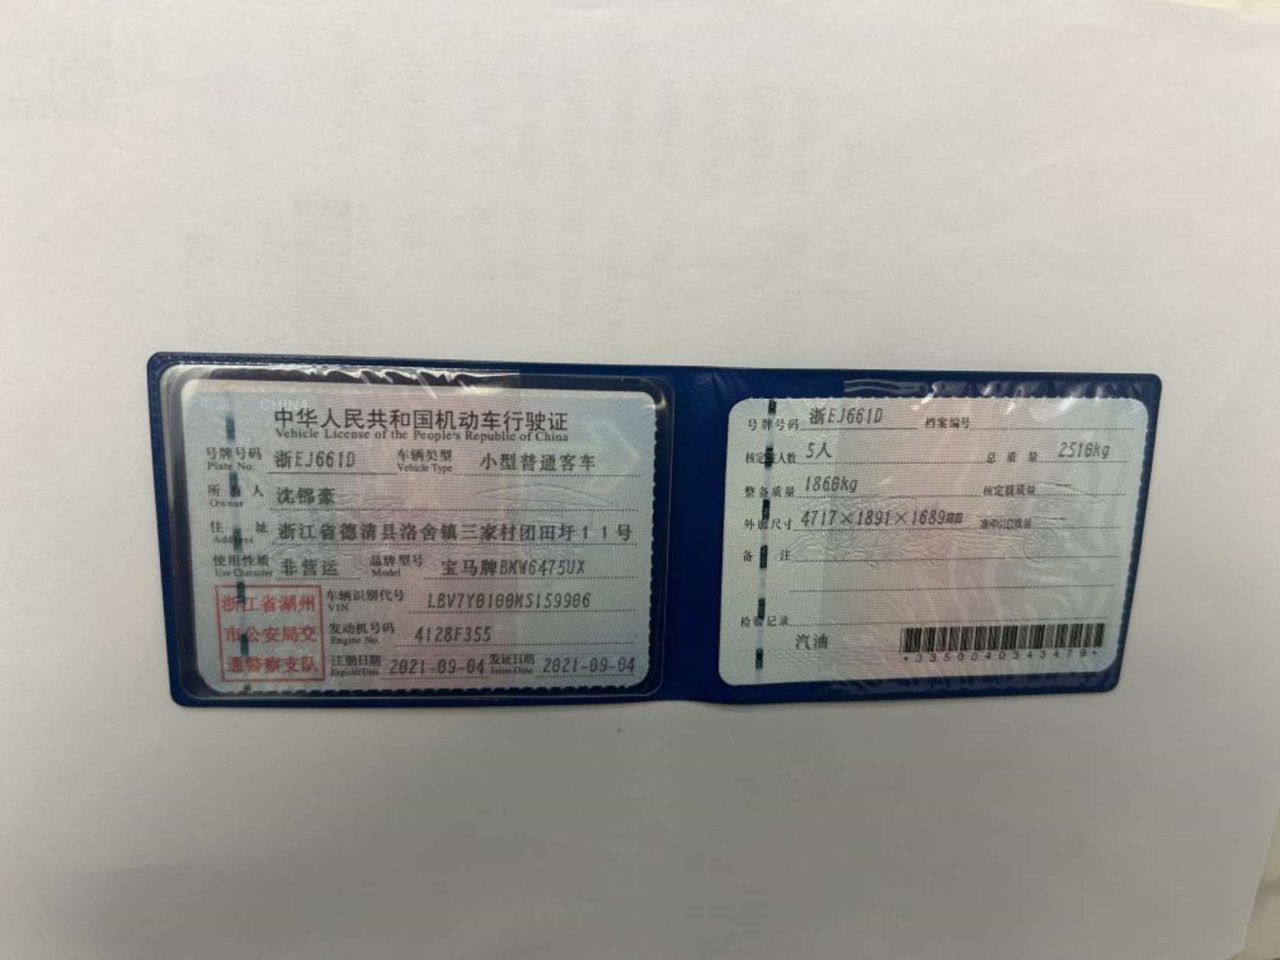 CHINA
中华人民共和国机动车行驶证
Vehicle License of the People's Republic of China
号牌号码 浙EJ661D 车辆类型 小型普通客车
Plate No. Vehicle Type
所有人 沈锦豪
Owner
住址 浙江省德清县洛舍镇三家村团田圩11号
Address
使用性质 非营运 品牌型号 宝马牌BMW6475UX
Use Character Model
浙江省湖州市公安局交通警察支队
车辆识别代号 LBV7Y0100MS159906
VIN
发动机号码 4128F355
Engine No.
注册日期 2021-09-04 发证日期 2021-09-04
Register Date Issue Date
号牌号码 浙EJ661D 档案编号
核定载人数 5人 总质量 2510kg
整备质量 1860kg 核定载质量 —
外廓尺寸 4717×1891×1689mm 准牵引总质量 —
备注
检验记录
汽油
*3350040343479*